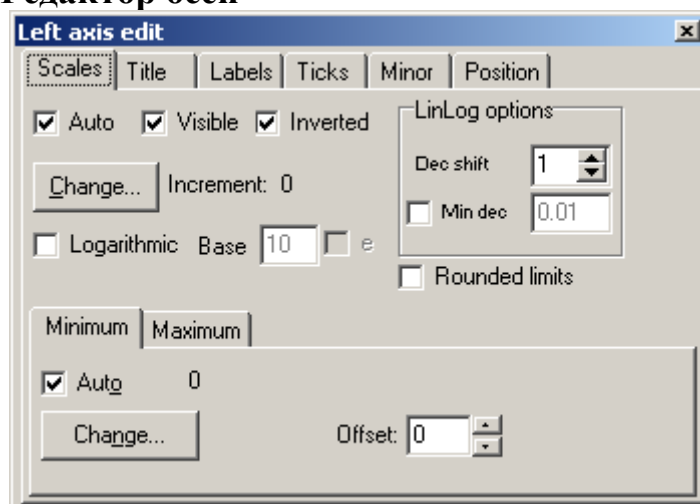 Редактор осей
Left axis edit
Scales Title Labels Ticks Minor Position
Auto Visible Inverted
LinLog options
Dec shift 1
Change... Increment: 0
Min dec 0.01
Logarithmic Base 10 e
Rounded limits
Minimum Maximum
Auto 0
Change... Offset: 0